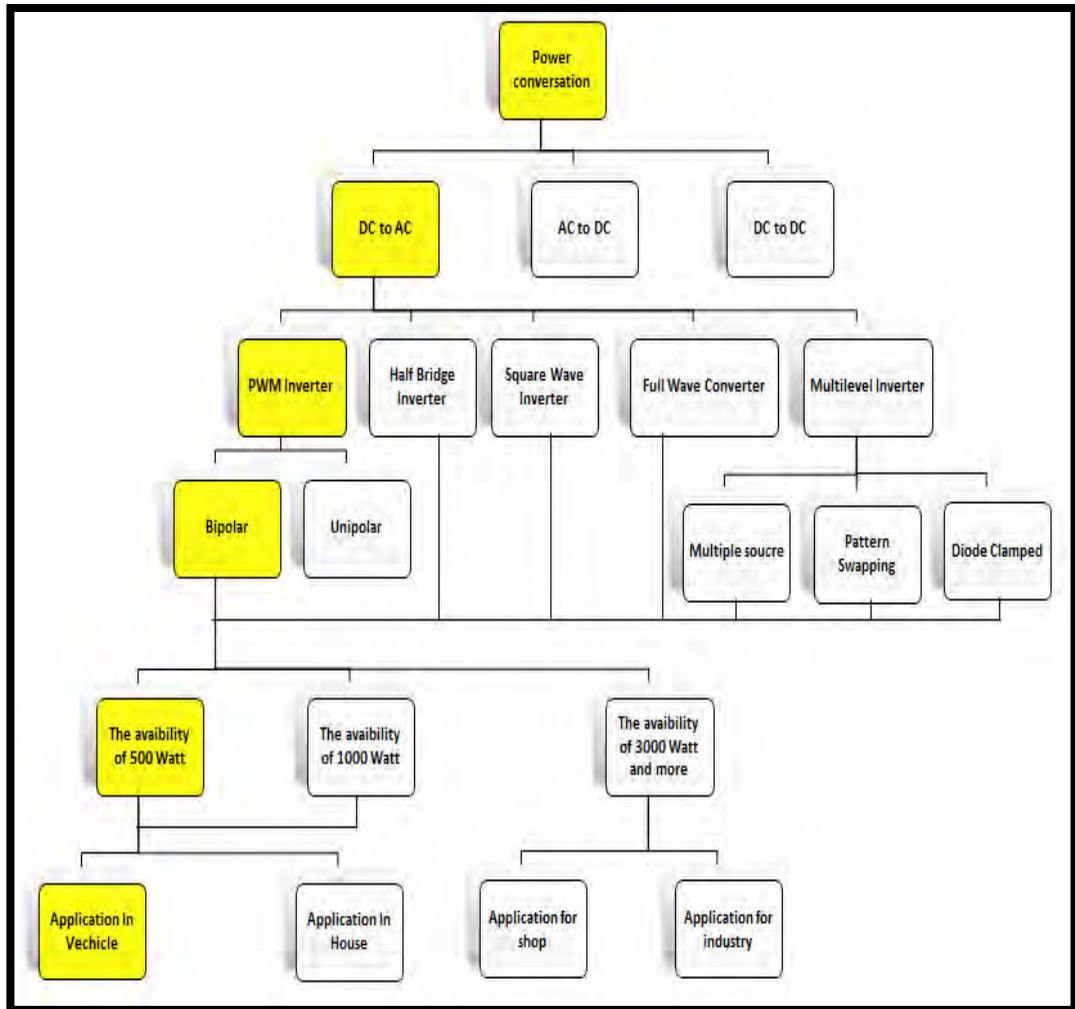 Power
conversation
DC to AC
AC to DC
DC to DC
PWM Inverter
Half Bridge
Inverter
Square Wave
Inverter
Full Wave Converter
Multilevel Inverter
Bipolar
Unipolar
Multiple soucre
Pattern
Swapping
Diode Clamped
The avaibility
of 500 Watt
The avaibility
of 1000 Watt
The avaibility
of 3000 Watt
and more
Application In
Vechicle
Application In
House
Application for
shop
Application for
industry